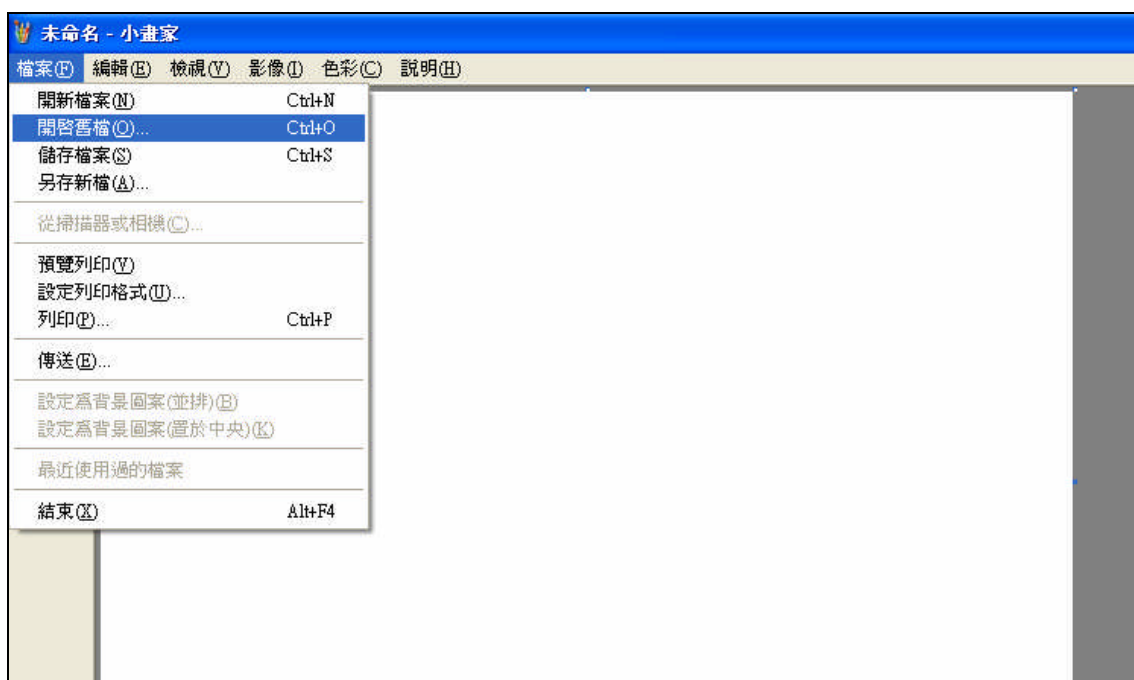 未命名 - 小畫家
檔案(F) 編輯(E) 檢視(V) 影像(I) 色彩(C) 說明(H)
開新檔案(N) Ctrl+N
開啓舊檔(O)... Ctrl+O
儲存檔案(S) Ctrl+S
另存新檔(A)...
從掃描器或相機(C)...
預覽列印(V)
設定列印格式(U)...
列印(P)... Ctrl+P
傳送(E)...
設定爲背景圖案(並排)(B)
設定爲背景圖案(置於中央)(K)
最近使用過的檔案
結束(X) Alt+F4